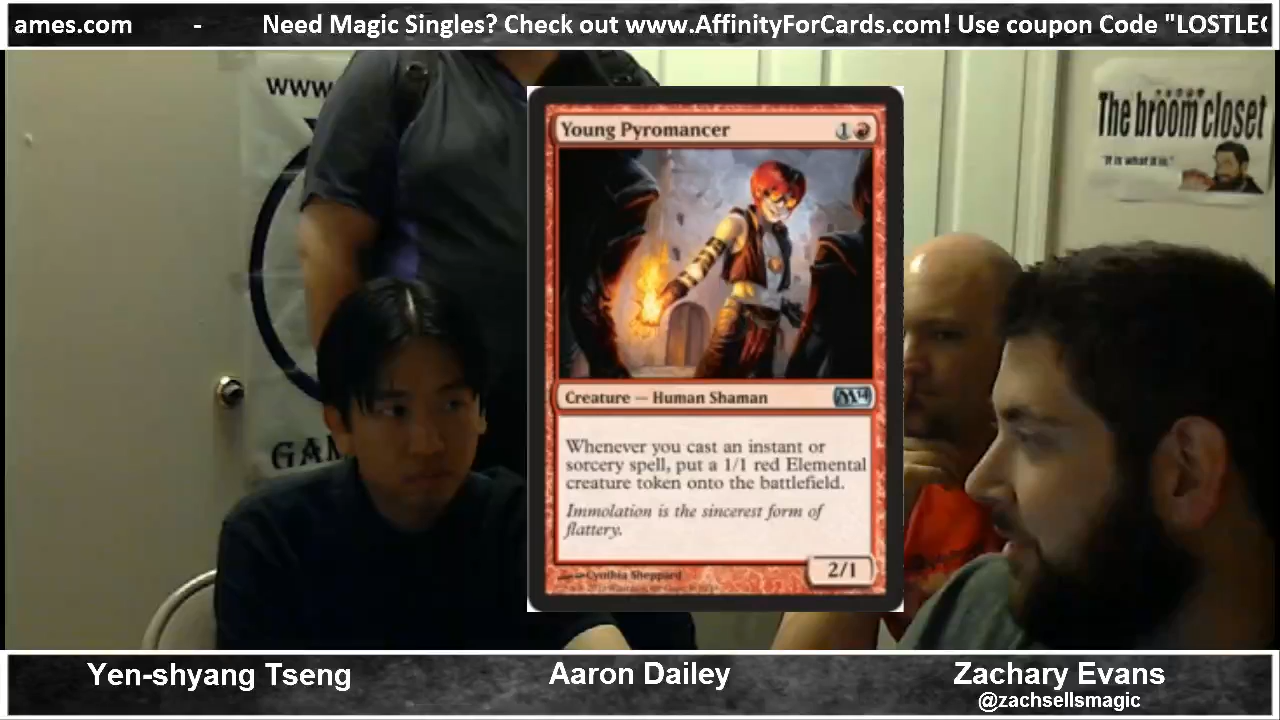 ames.com - Need Magic Singles? Check out www.AffinityForCards.com! Use coupon Code "LOSTLEG
www
The broom closet
"It is what it is."
Young Pyromancer 1
Creature — Human Shaman
M14
Whenever you cast an instant or
sorcery spell, put a 1/1 red Elemental
creature token onto the battlefield.
Immolation is the sincerest form of
flattery.
Cynthia Sheppard
2/1
GAM
Yen-shyang Tseng
Aaron Dailey
Zachary Evans
@zachsellsmagic